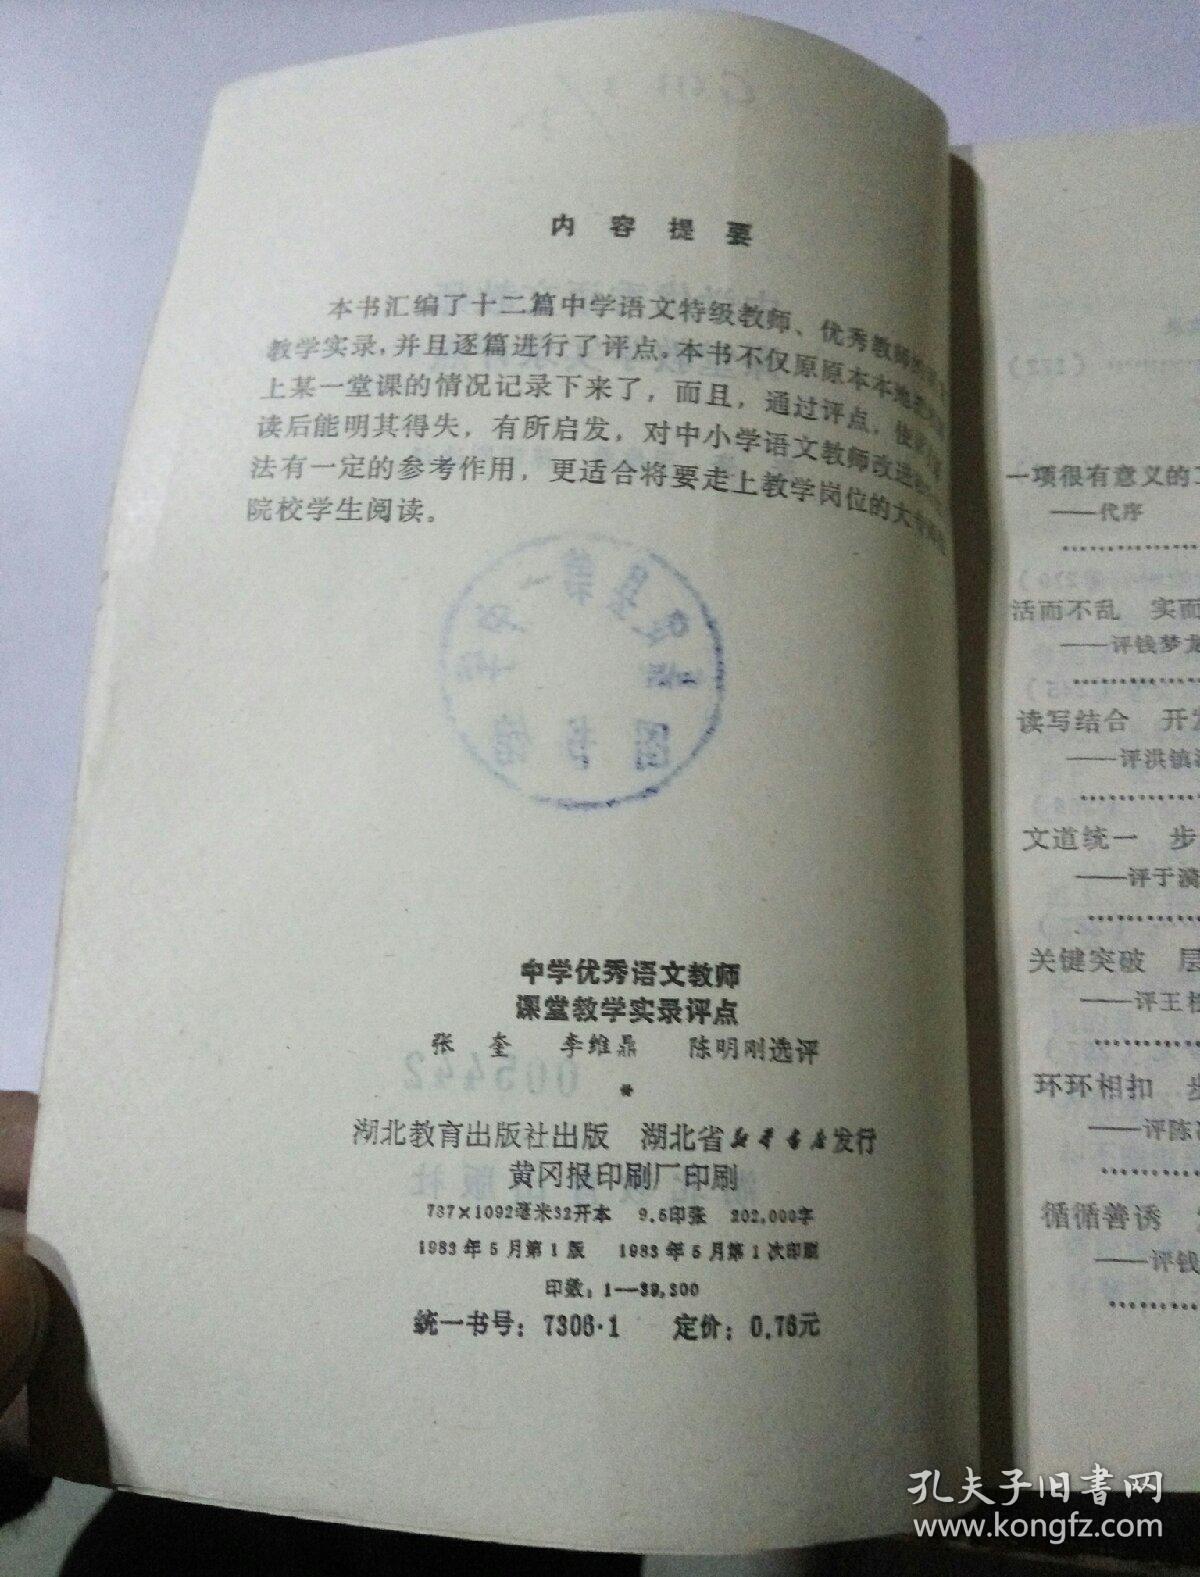 内容提要
本书汇编了十二篇中学语文特级教师、优秀教师
教学实录，并且逐篇进行了评点。本书不仅原原本本地
上某一堂课的情况记录下来了，而且，通过评点，使
读后能明其得失，有所启发，对中小学语文教师改进
法有一定的参考作用，更适合将要走上教学岗位的大
院校学生阅读。
中学优秀语文教师
课堂教学实录评点
张奎 李维鼎 陈明刚选评
*
湖北教育出版社出版 湖北省新华书店发行
黄冈报印刷厂印刷
787×1092毫米32开本 9.5印张 202,000字
1983年5月第1版 1983年5月第1次印刷
印数：1—39,300
统一书号：7306·1 定价：0.76元
一项很有意义的
——代序
活而不乱 实而
——评钱梦龙
读写结合 开
——评洪镇
文道统一 步
——评于漪
关键突破 层
——评王
环环相扣 步
——评陈
循循善诱
——评钱
孔夫子旧书网
www.kongfz.com